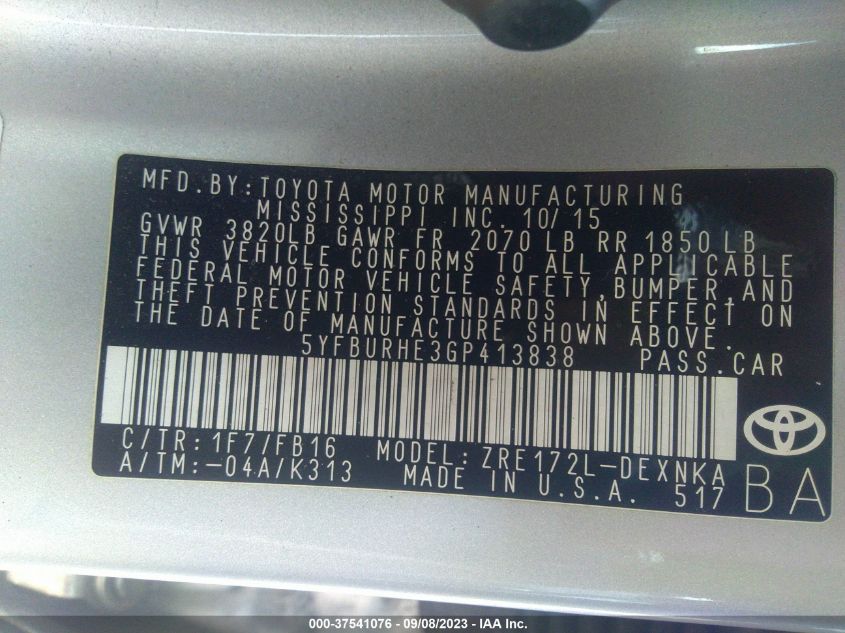 MFD.BY:TOYOTA MOTOR MANUFACTURING
MISSISSIPPI INC. 10/15
GVWR 3820LB GAWR FR 2070 LB RR 1850 LB
THIS VEHICLE CONFORMS TO ALL APPLICABLE
FEDERAL MOTOR VEHICLE SAFETY, BUMPER, AND
THEFT PREVENTION STANDARDS IN EFFECT ON
THE DATE OF MANUFACTURE SHOWN ABOVE.
5YFBURHE3GP413838 PASS.CAR
C/TR:1F7/FB16 MODEL:ZRE172L-DEXNKA
A/TM:-04A/K313 MADE IN U.S.A. 517 BA
000-37541076 - 09/08/2023 - IAA Inc.